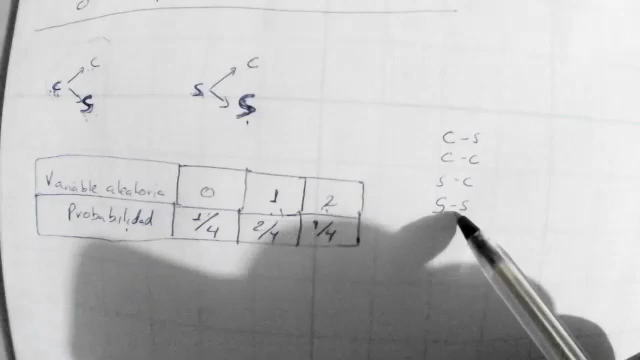 C
C
S
C
S
S
C-S
C-C
S-C
S-S
Variable aleatoria 0 1 2
Probabilidad 1/4 2/4 1/4